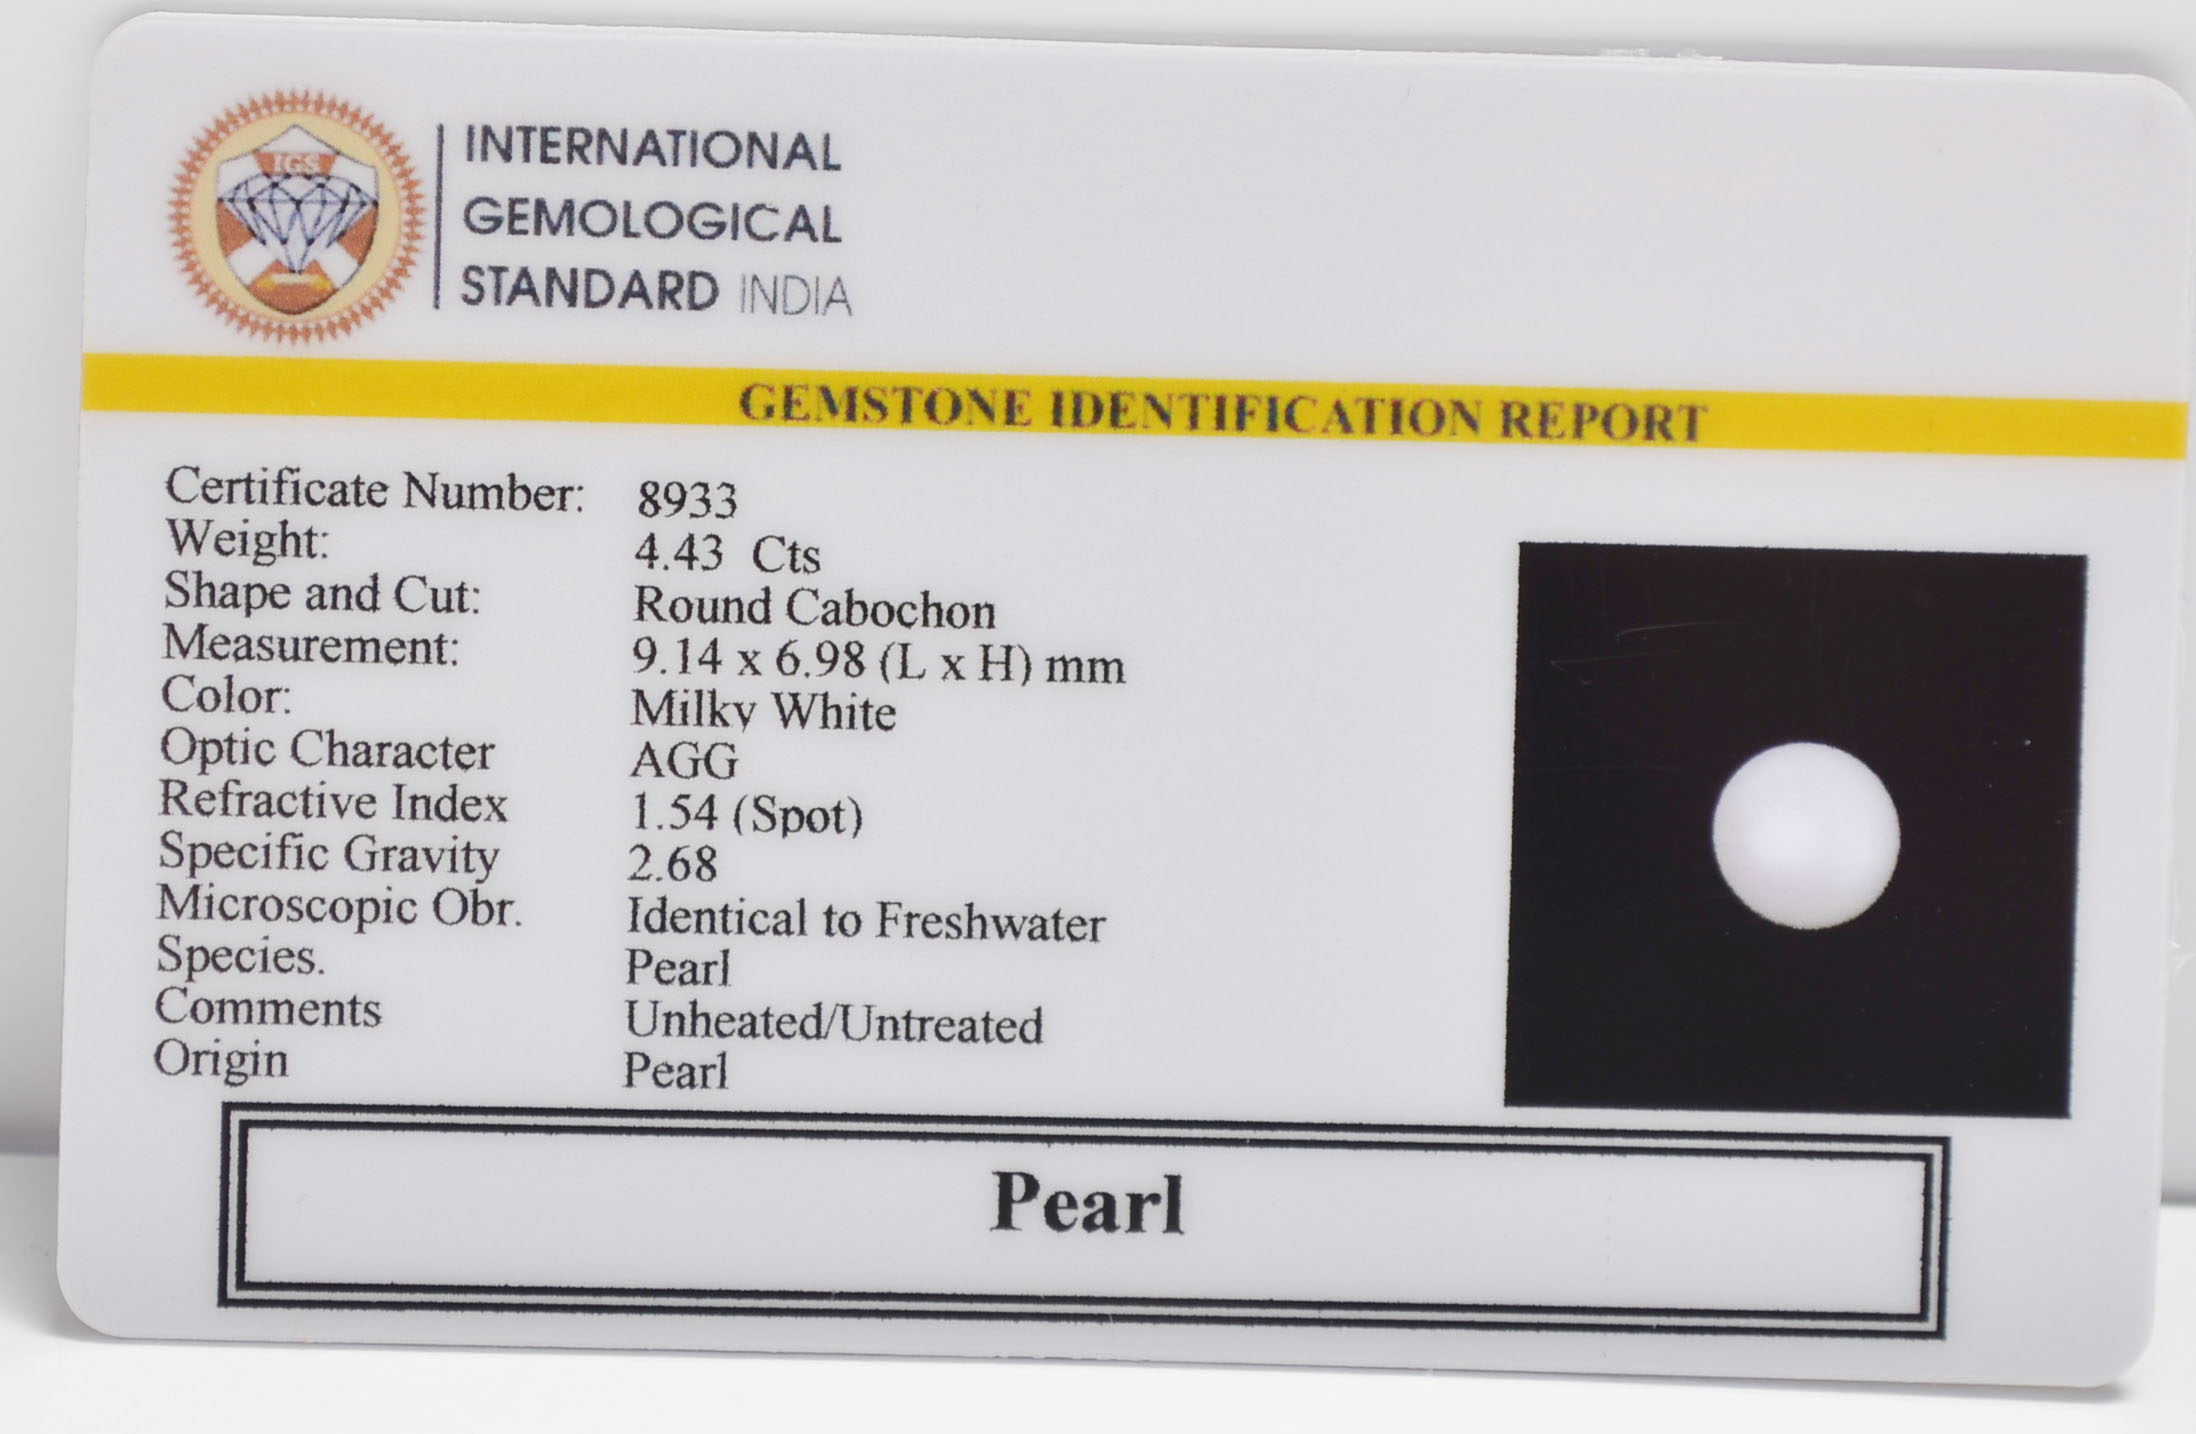 IGS
INTERNATIONAL
GEMOLOGICAL
STANDARD INDIA
GEMSTONE IDENTIFICATION REPORT
Certificate Number: 8933
Weight: 4.43 Cts
Shape and Cut: Round Cabochon
Measurement: 9.14 x 6.98 (L x H) mm
Color: Milky White
Optic Character AGG
Refractive Index 1.54 (Spot)
Specific Gravity 2.68
Microscopic Obr. Identical to Freshwater
Species. Pearl
Comments Unheated/Untreated
Origin Pearl
Pearl